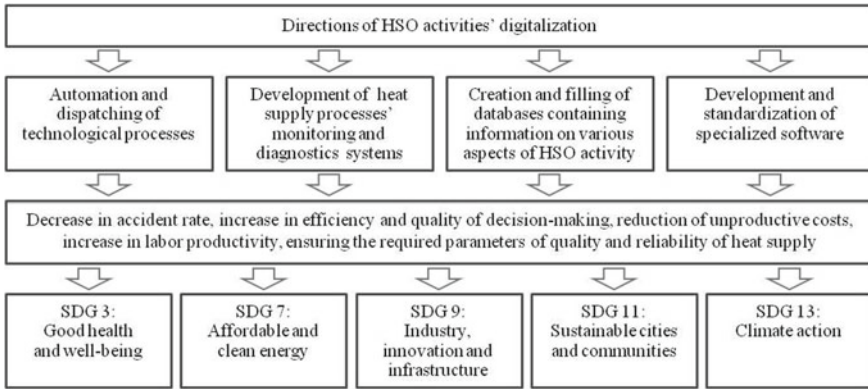 Directions of HSO activities' digitalization
Automation and
dispatching of
technological processes
Development of heat
supply processes'
monitoring and
diagnostics systems
Creation and filling of
databases containing
information on various
aspects of HSO activity
Development and
standardization of
specialized software
Decrease in accident rate, increase in efficiency and quality of decision-making, reduction of unproductive costs,
increase in labor productivity, ensuring the required parameters of quality and reliability of heat supply
SDG 3:
Good health
and well-being
SDG 7:
Affordable and
clean energy
SDG 9:
Industry,
innovation and
infrastructure
SDG 11:
Sustainable cities
and communities
SDG 13:
Climate action